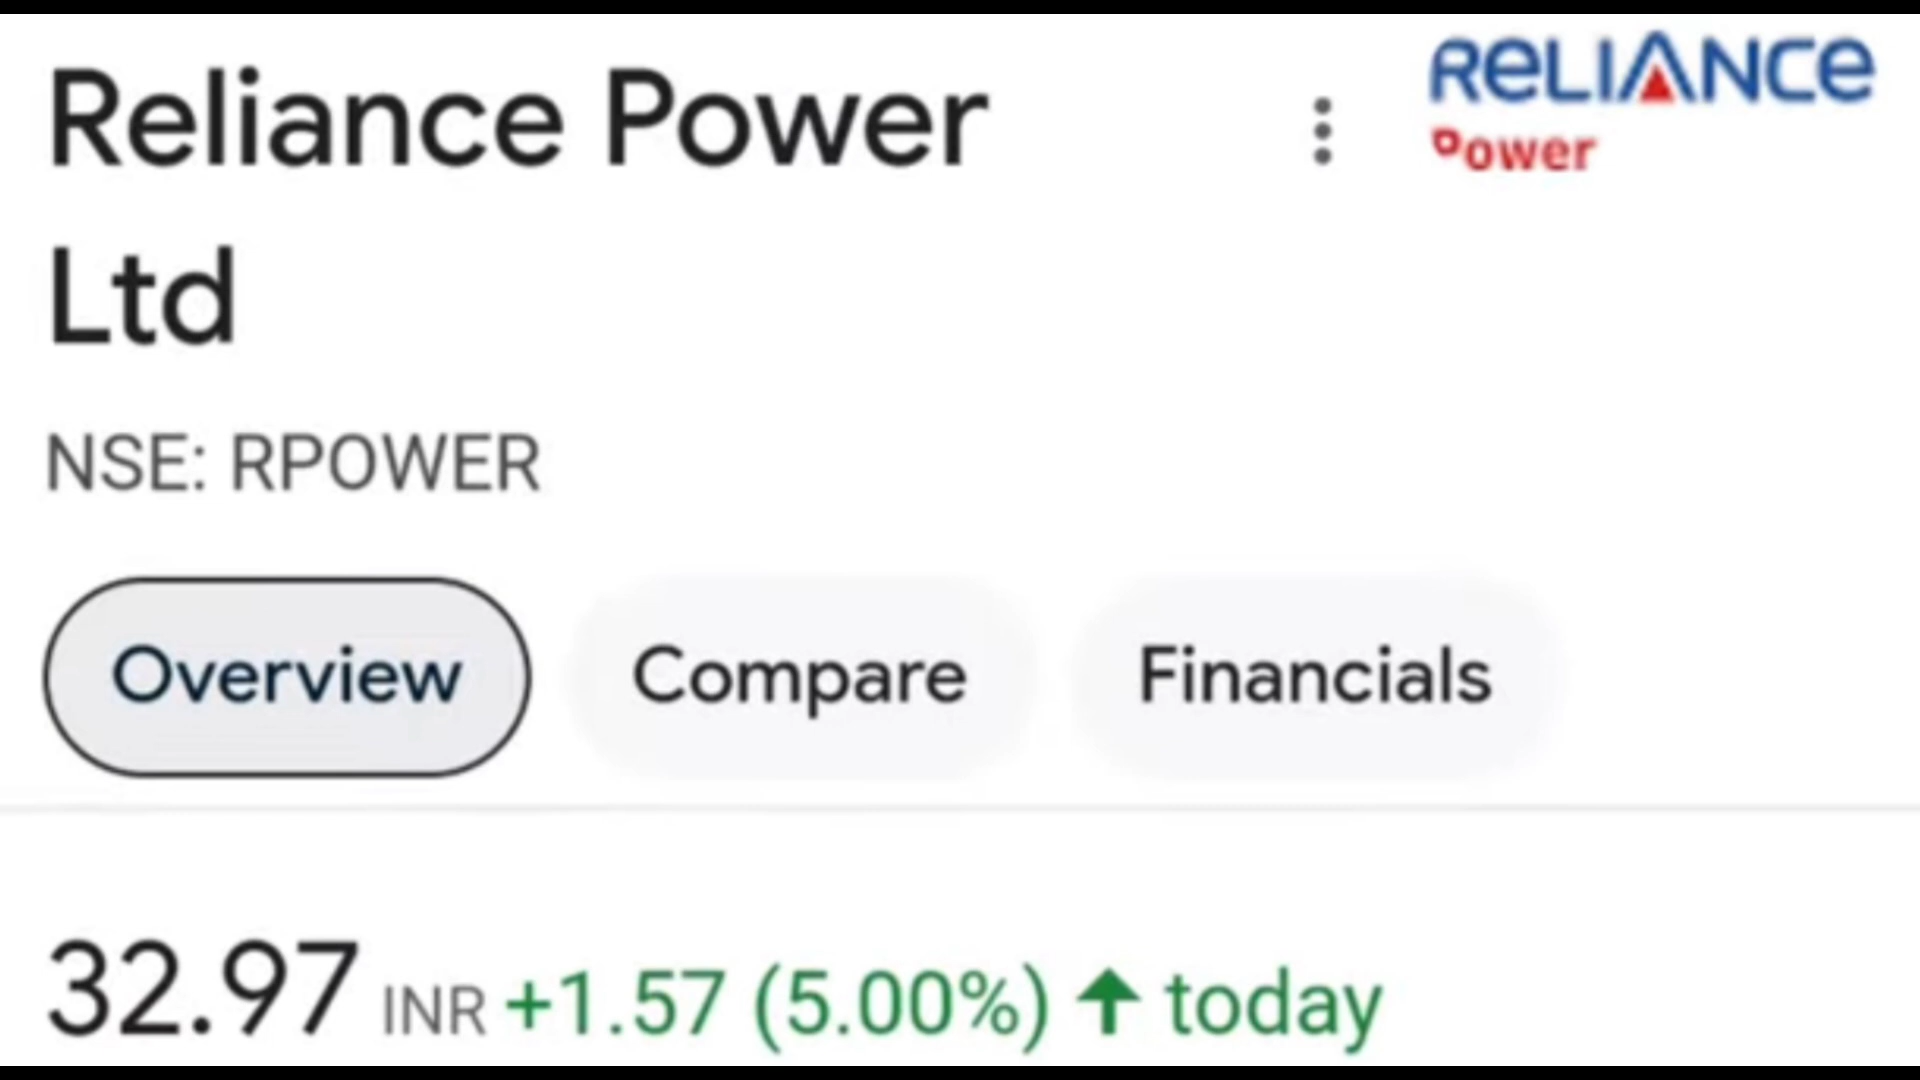 Reliance Power
Ltd
RELIANCE
Power
NSE: RPOWER
Overview Compare Financials
32.97 INR +1.57 (5.00%) ↑ today